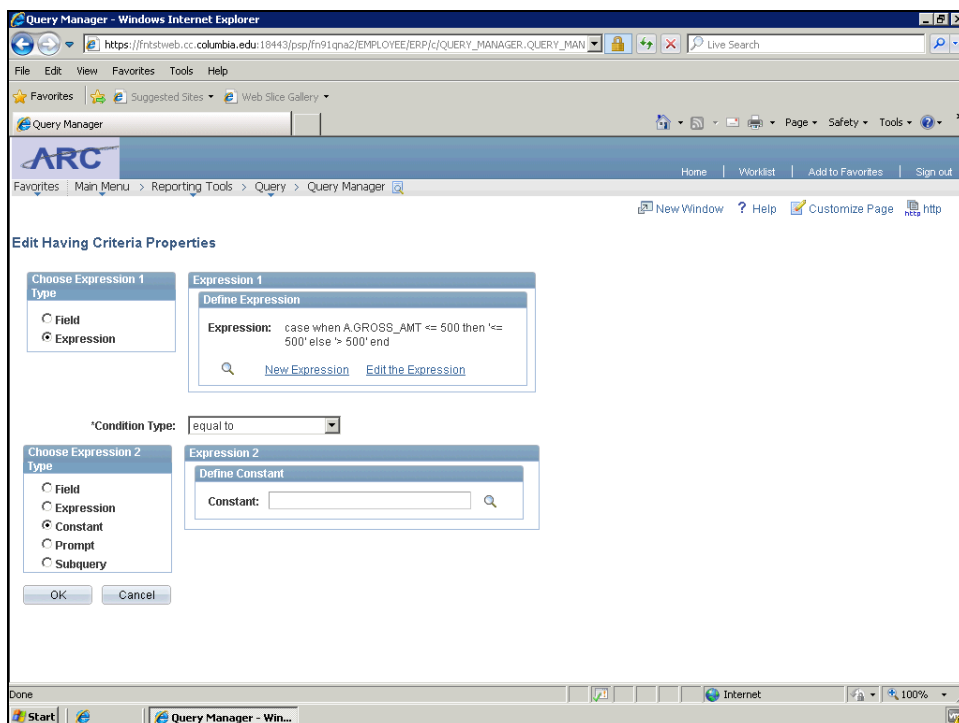 Query Manager - Windows Internet Explorer
https://fntstweb.cc.columbia.edu:18443/psp/fn91qna2/EMPLOYEE/ERP/c/QUERY_MANAGER.QUERY_MAN
Live Search
File Edit View Favorites Tools Help
Favorites Suggested Sites Web Slice Gallery
Query Manager
Page Safety Tools
ARC
Home | Worklist | Add to Favorites | Sign out
Favorites Main Menu > Reporting Tools > Query > Query Manager
New Window ? Help Customize Page http
Edit Having Criteria Properties
Choose Expression 1 Type
Field
Expression
Expression 1
Define Expression
Expression: case when A.GROSS_AMT <= 500 then '<=
500' else '> 500' end
New Expression Edit the Expression
*Condition Type: equal to
Choose Expression 2 Type
Field
Expression
Constant
Prompt
Subquery
Expression 2
Define Constant
Constant:
OK Cancel
Done
Internet
100%
Start
Query Manager - Win...